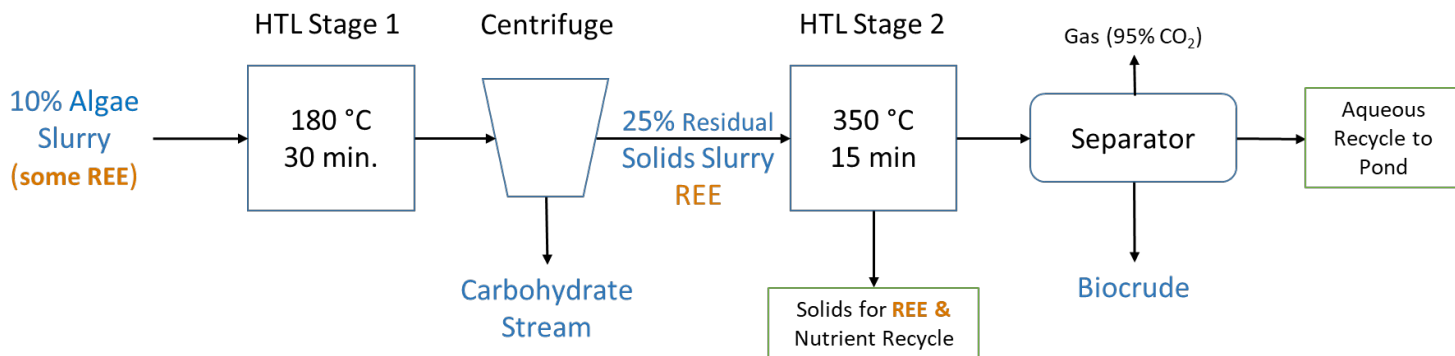 HTL Stage 1
Centrifuge
HTL Stage 2
Gas (95% CO₂)
10% Algae
Slurry
(some REE)
180 °C
30 min.
25% Residual
Solids Slurry
REE
350 °C
15 min
Separator
Aqueous
Recycle to
Pond
Carbohydrate
Stream
Solids for REE &
Nutrient Recycle
Biocrude